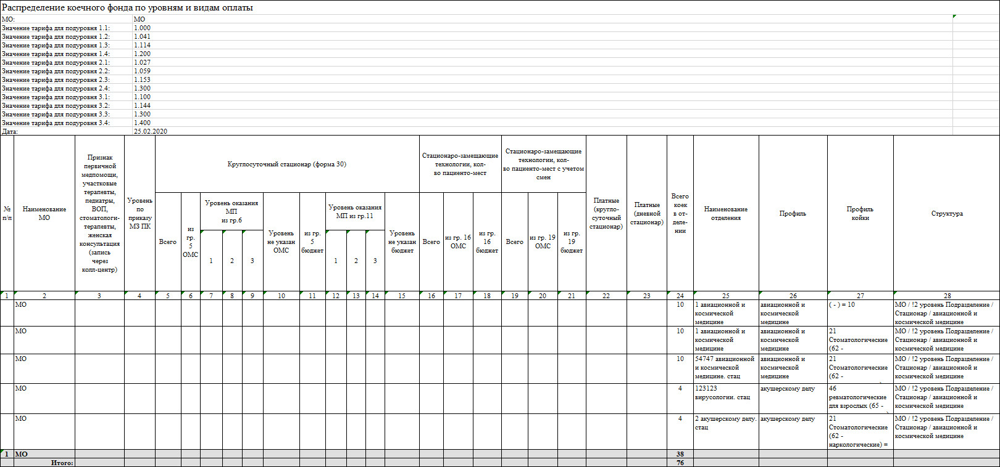 Распределение коечного фонда по уровням и видам оплаты
МО: МО
Значение тарифа для подуровня 1.1: 1.000
Значение тарифа для подуровня 1.2: 1.041
Значение тарифа для подуровня 1.3: 1.114
Значение тарифа для подуровня 1.4: 1.200
Значение тарифа для подуровня 2.1: 1.027
Значение тарифа для подуровня 2.2: 1.059
Значение тарифа для подуровня 2.3: 1.153
Значение тарифа для подуровня 2.4: 1.300
Значение тарифа для подуровня 3.1: 1.100
Значение тарифа для подуровня 3.2: 1.144
Значение тарифа для подуровня 3.3: 1.300
Значение тарифа для подуровня 3.4: 1.400
Дата: 25.02.2020
№
п/п
Наименование
МО
Признак
первичной
медпомощи,
участковые
терапевты,
педиатры,
ВОП,
стоматологи-
терапевты,
женская
консультация
(запись
через
колл-центр)
Уровень
по
приказу
МЗ ПК
Круглосуточный стационар (форма 30)
Всего
из
гр.
5
ОМС
Уровень оказания
МП
из гр.6
1 2 3
Уровень
не указан
ОМС
из гр.
5
бюджет
Уровень оказания
МП из гр.11
1 2 3
Уровень
не указан
бюджет
Стационаро-замещающие
технологии, кол-
во пациенто-мест
Всего
из гр. 16
ОМС
из гр.
16
бюджет
Стационаро-замещающие
технологии, кол-
во пациенто-мест с учетом
смен
Всего
из гр. 19
ОМС
из гр.
19
бюджет
Платные
(кругло-
суточный
стационар)
Платные
(дневной
стационар)
Всего
коек
в от-
деле-
нии
Наименование
отделения
Профиль
Профиль
койки
Структура
1 2 3 4 5 6 7 8 9 10 11 12 13 14 15 16 17 18 19 20 21 22 23 24 25 26 27 28
МО 10
1 авиационной и
космической
медицине
авиационной и
космической
медицине
( - ) = 10
МО / !2 уровень Подразделение /
Стационар / авиационной и
космической медицине
МО 10
1 авиационной и
космической
медицине
авиационной и
космической
медицине
21
Стоматологические
(62 -
МО / !2 уровень Подразделение /
Стационар / авиационной и
космической медицине
МО 10
54747 авиационной
и космической
медицине. стац
авиационной и
космической
медицине
21
Стоматологические
(62 -
МО / !2 уровень Подразделение /
Стационар / авиационной и
космической медицине
МО 4
123123
вирусологии. стац
акушерскому делу
46
ревматологические
для взрослых (65 -
МО / !2 уровень Подразделение /
Стационар / авиационной и
космической медицине
МО 4
2 акушерскому делу.
стац
акушерскому делу
21
Стоматологические
(62 -
наркологические) =
МО / !2 уровень Подразделение /
Стационар / авиационной и
космической медицине
1 МО 38
Итого: 76